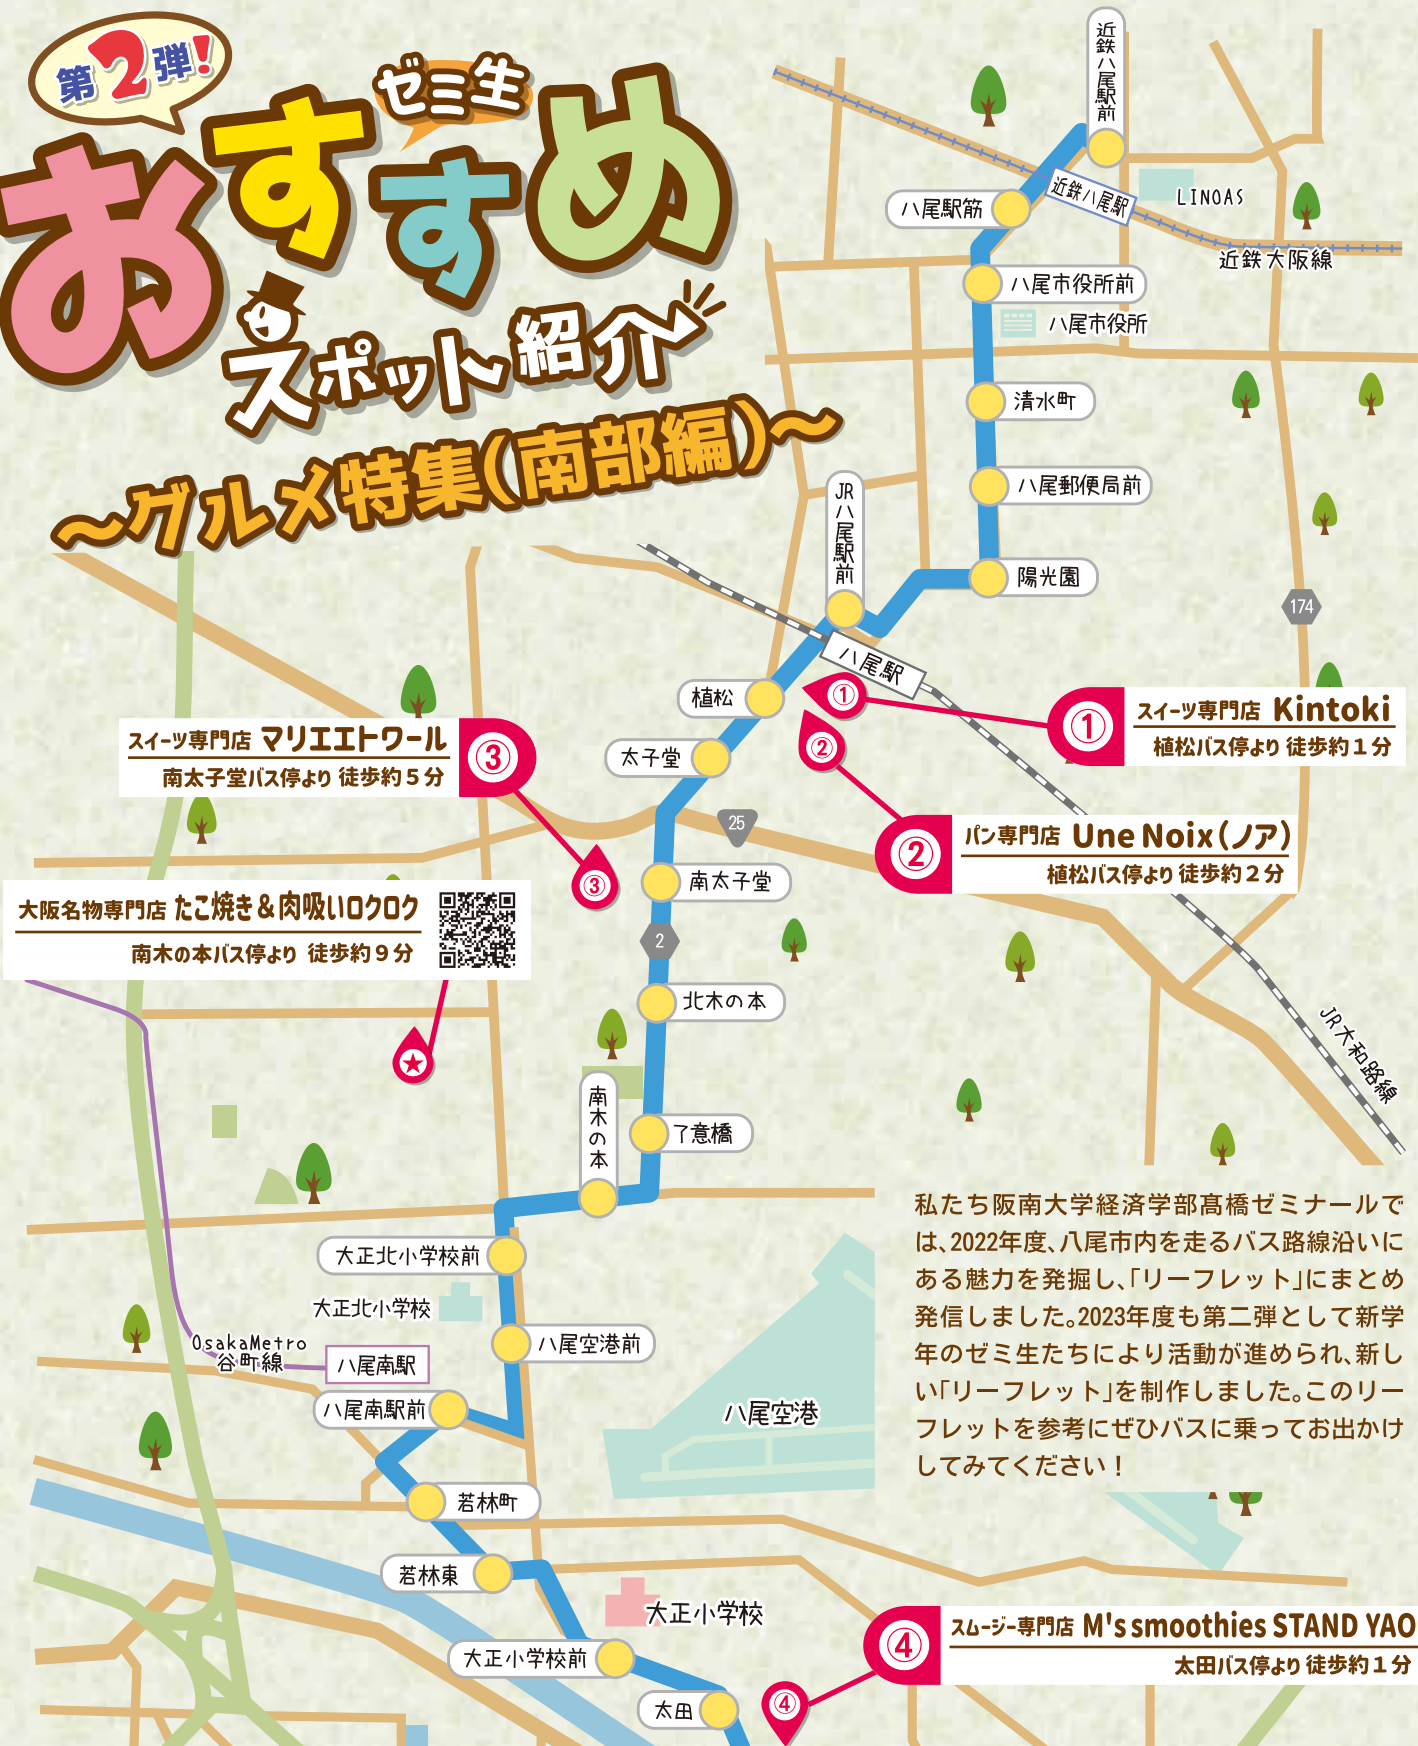 第2弾!
ゼミ生
おすすめ
スポット紹介
～グルメ特集(南部編)～
近鉄八尾駅前
近鉄八尾駅
LINOAS
八尾駅筋
近鉄大阪線
八尾市役所前
八尾市役所
清水町
八尾郵便局前
JR八尾駅前
陽光園
174
八尾駅
植松
①
① スイーツ専門店 Kintoki
植松バス停より 徒歩約1分
スイーツ専門店 マリエエトワール ③
南太子堂バス停より 徒歩約5分
太子堂
②
25
② パン専門店 Une Noix(ノア)
植松バス停より 徒歩約2分
③
南太子堂
大阪名物専門店 たこ焼き&肉吸いロクロク
南木の本バス停より 徒歩約9分
2
北木の本
JR大和路線
★
南木の本
了意橋
私たち阪南大学経済学部髙橋ゼミナールで
は、2022年度、八尾市内を走るバス路線沿いに
ある魅力を発掘し、「リーフレット」にまとめ
発信しました。2023年度も第二弾として新学
年のゼミ生たちにより活動が進められ、新し
い「リーフレット」を制作しました。このリー
フレットを参考にぜひバスに乗ってお出かけ
してみてください！
大正北小学校前
大正北小学校
OsakaMetro
谷町線
八尾南駅
八尾空港前
八尾南駅前
八尾空港
若林町
若林東
大正小学校
大正小学校前
④ スムージー専門店 M's smoothies STAND YAO
太田バス停より 徒歩約1分
太田
④